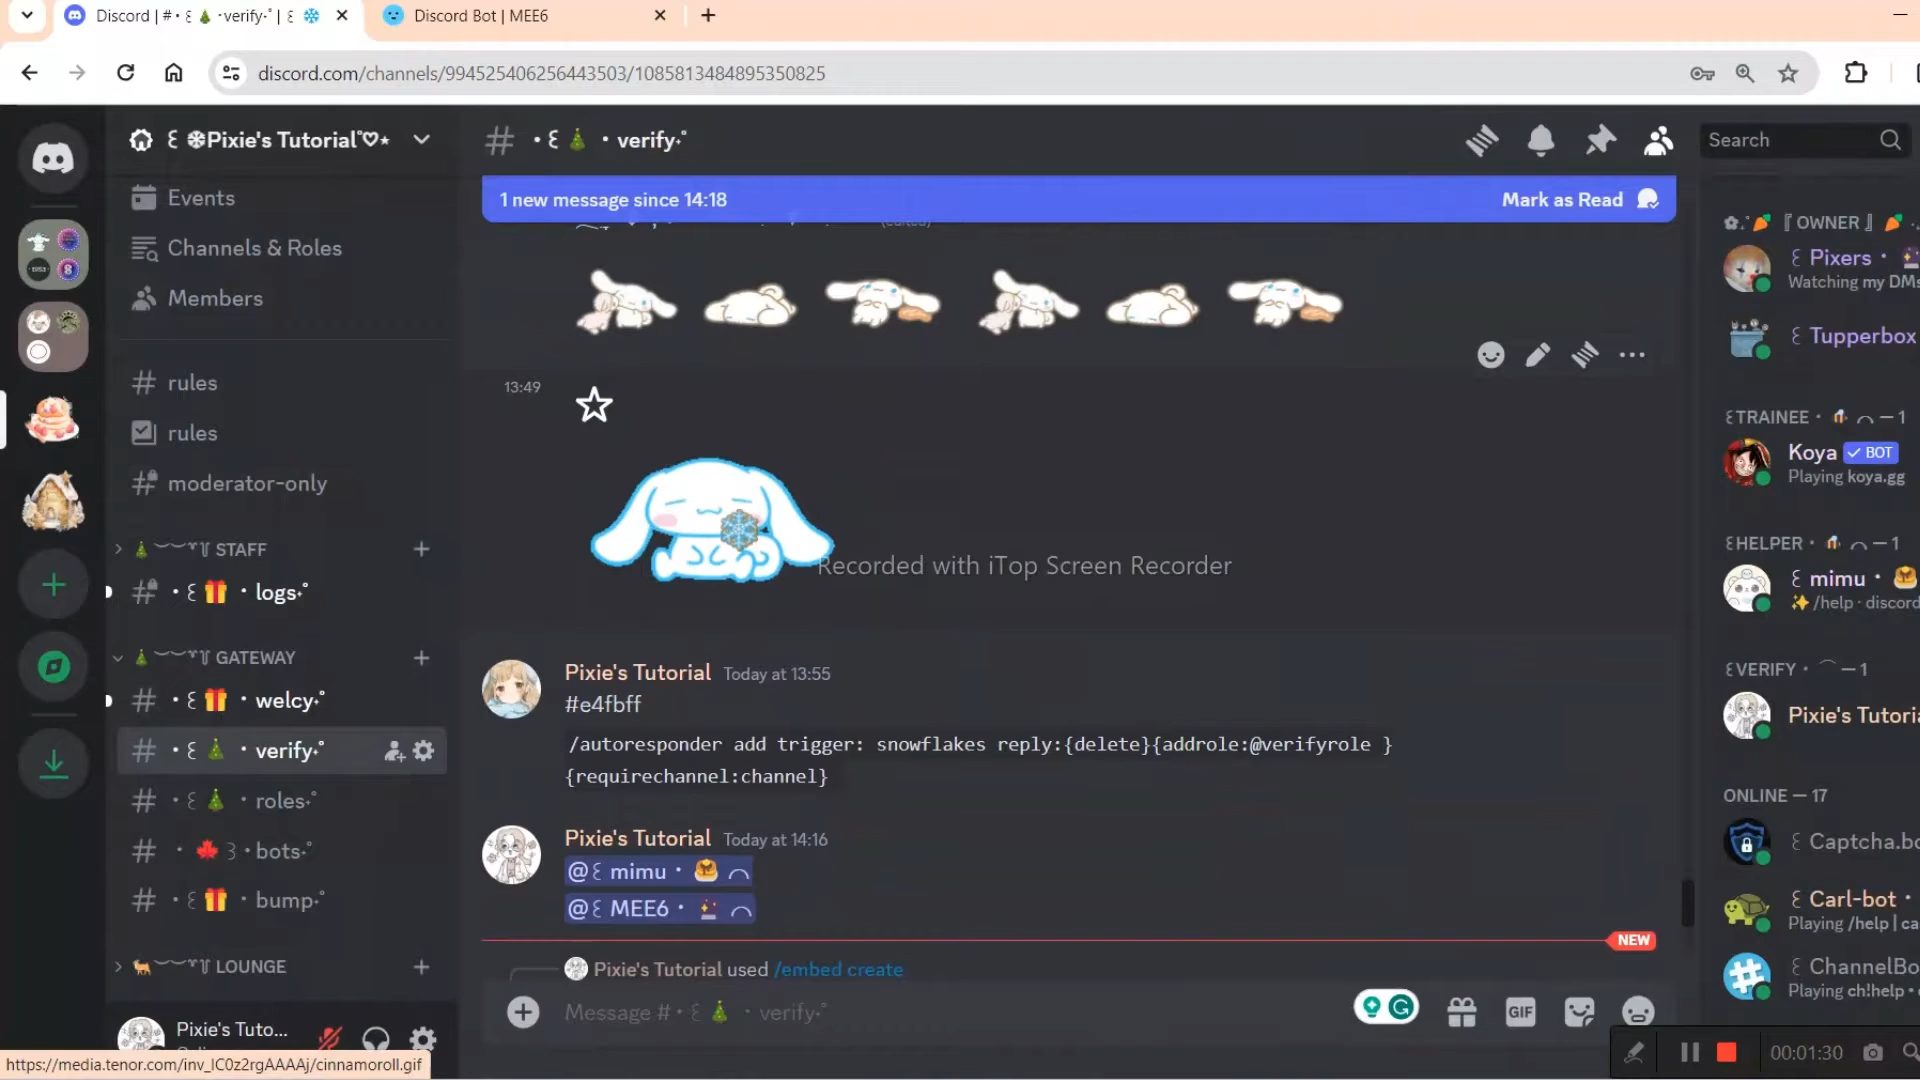 Discord | # • ꒰ 🎄 ･verify˖° | ꒰ ❄️
Discord Bot | MEE6
discord.com/channels/994525406256443503/1085813484895350825
꒰ ❄Pixie's Tutorial°♡⋆
# • ꒰ 🎄 ･ verify˖°
Search
1 new message since 14:18
Mark as Read
(edited)
Events
Channels & Roles
Members
rules
rules
moderator-only
STAFF
logs˖°
GATEWAY
welcy˖°
verify˖°
roles˖°
bots˖°
bump˖°
LOUNGE
Pixie's Tuto...
https://media.tenor.com/inv_IC0z2rgAAAAj/cinnamoroll.gif
13:49
☆
Recorded with iTop Screen Recorder
Pixie's Tutorial Today at 13:55
#e4fbff
/autoresponder add trigger: snowflakes reply:{delete}{addrole:@verifyrole }
{requirechannel:channel}
Pixie's Tutorial Today at 14:16
@꒰ mimu ･
@꒰ MEE6 ･
NEW
Pixie's Tutorial used /embed create
Message # • ꒰ 🎄 ･ verify˖°
GIF
『 OWNER 』
꒰ Pixers ･
Watching my DMs
꒰ Tupperbox
꒰TRAINEE ･ — 1
Koya ✓ BOT
Playing koya.gg
꒰HELPER ･ — 1
꒰ mimu ･
✨ /help · discord
꒰VERIFY ･ — 1
Pixie's Tutoria
ONLINE — 17
꒰ Captcha.bo
꒰ Carl-bot ･
Playing /help | ca
꒰ ChannelBo
Playing ch!help •
00:01:30